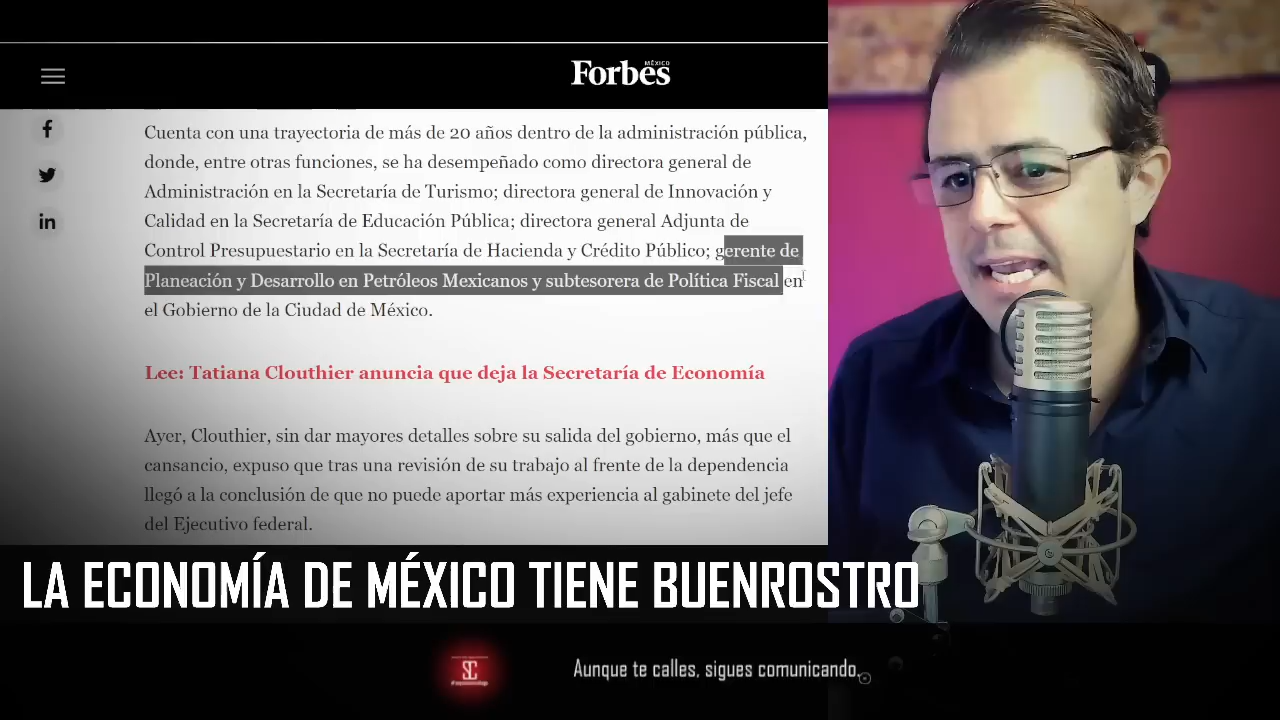 Forbes
MÉXICO
Cuenta con una trayectoria de más de 20 años dentro de la administración pública,
donde, entre otras funciones, se ha desempeñado como directora general de
Administración en la Secretaría de Turismo; directora general de Innovación y
Calidad en la Secretaría de Educación Pública; directora general Adjunta de
Control Presupuestario en la Secretaría de Hacienda y Crédito Público; gerente de
Planeación y Desarrollo en Petróleos Mexicanos y subtesorera de Política Fiscal en
el Gobierno de la Ciudad de México.
Lee: Tatiana Clouthier anuncia que deja la Secretaría de Economía
Ayer, Clouthier, sin dar mayores detalles sobre su salida del gobierno, más que el
cansancio, expuso que tras una revisión de su trabajo al frente de la dependencia
llegó a la conclusión de que no puede aportar más experiencia al gabinete del jefe
del Ejecutivo federal.
LA ECONOMÍA DE MÉXICO TIENE BUENROSTRO
SC
Aunque te calles, sigues comunicando.